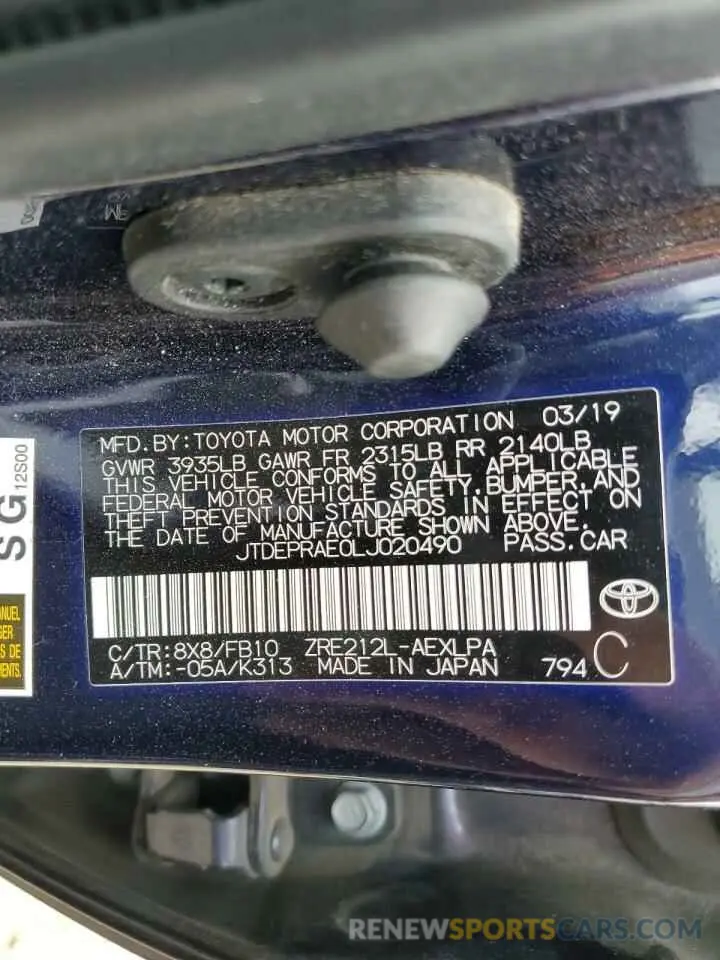 MFD. BY: TOYOTA MOTOR CORPORATION 03/19
GVWR 3935LB GAWR FR 2315LB RR 2140LB
THIS VEHICLE CONFORMS TO ALL APPLICABLE
FEDERAL MOTOR VEHICLE SAFETY, BUMPER, AND
THEFT PREVENTION STANDARDS IN EFFECT ON
THE DATE OF MANUFACTURE SHOWN ABOVE.
JTDEPRAE0LJ020490 PASS. CAR
C/TR: 8X8/FB10 ZRE212L-AEXLPA
A/TM: -05A/K313 MADE IN JAPAN 794 C
SG
12S00
RENEWSPORTSCARS.COM